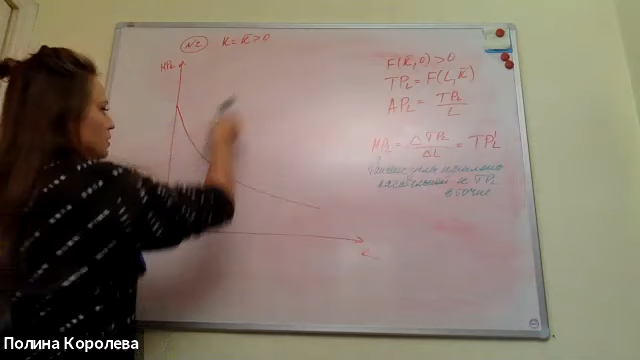 №2 K = K̄ > 0
MPL
F(K̄, 0) > 0
TPL = F(L, K̄)
APL = TPL / L
MPL = ΔTPL / ΔL = TP'L
Тангенс угла наклона
касательной к TPL
в точке
L
Полина Королева